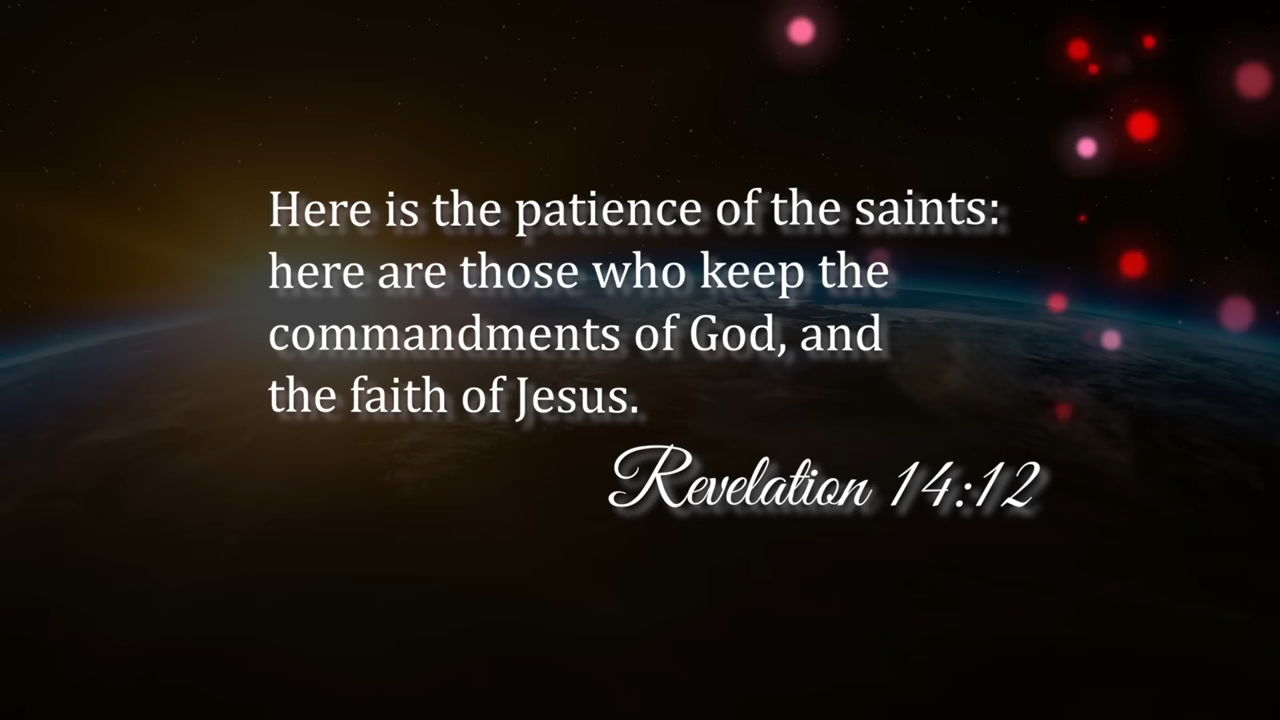 Here is the patience of the saints:
here are those who keep the
commandments of God, and
the faith of Jesus.
Revelation 14:12